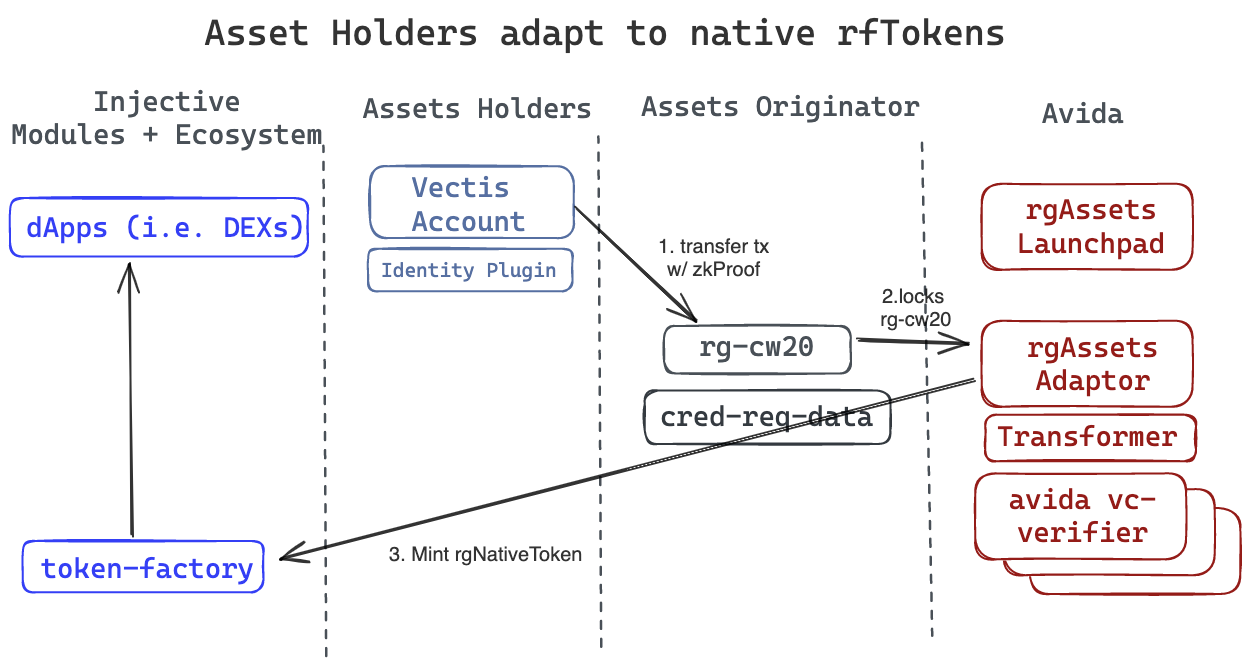 Asset Holders adapt to native rfTokens
Injective
Modules + Ecosystem
Assets Holders
Assets Originator
Avida
dApps (i.e. DEXs)
token-factory
Vectis
Account
Identity Plugin
1. transfer tx
w/ zkProof
rg-cw20
cred-req-data
2.locks
rg-cw20
3. Mint rgNativeToken
rgAssets
Launchpad
rgAssets
Adaptor
Transformer
avida vc-
verifier